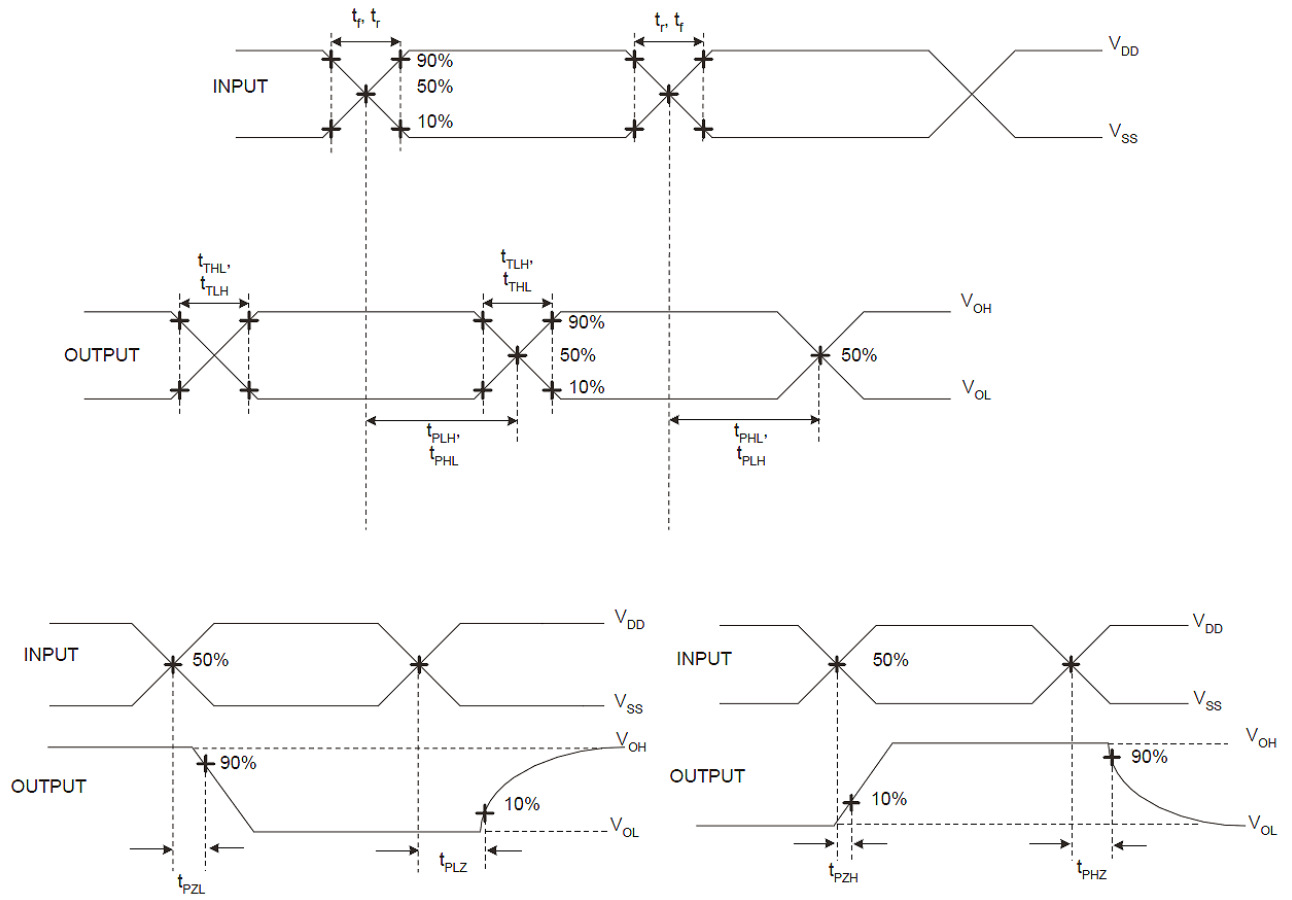 tf, tr
tr, tf
VDD
90%
INPUT
50%
10%
VSS
tTHL,
tTLH
tTLH,
tTHL
VOH
90%
OUTPUT
50%
50%
10%
VOL
tPLH,
tPHL
tPHL,
tPLH
VDD
INPUT
50%
VSS
VOH
90%
OUTPUT
10%
VOL
tPZL
tPLZ
VDD
INPUT
50%
VSS
VOH
90%
OUTPUT
10%
VOL
tPZH
tPHZ